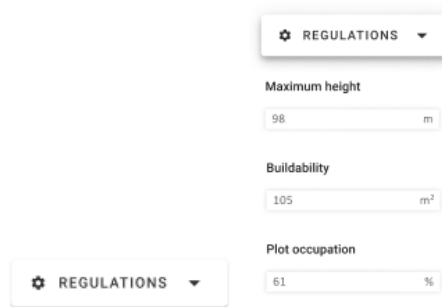 REGULATIONS
Maximum height
98 m
Buildability
105 m²
Plot occupation
61 %
REGULATIONS